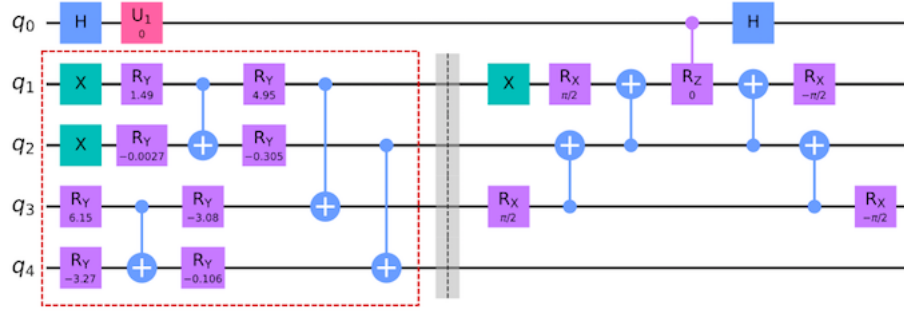 q0 H U1 0 H
q1 X RY 1.49 RY 4.95 X RX π/2 RZ 0 RX −π/2
q2 X RY −0.0027 RY −0.305
q3 RY 6.15 RY −3.08 RX π/2 RX −π/2
q4 RY −3.27 RY −0.106